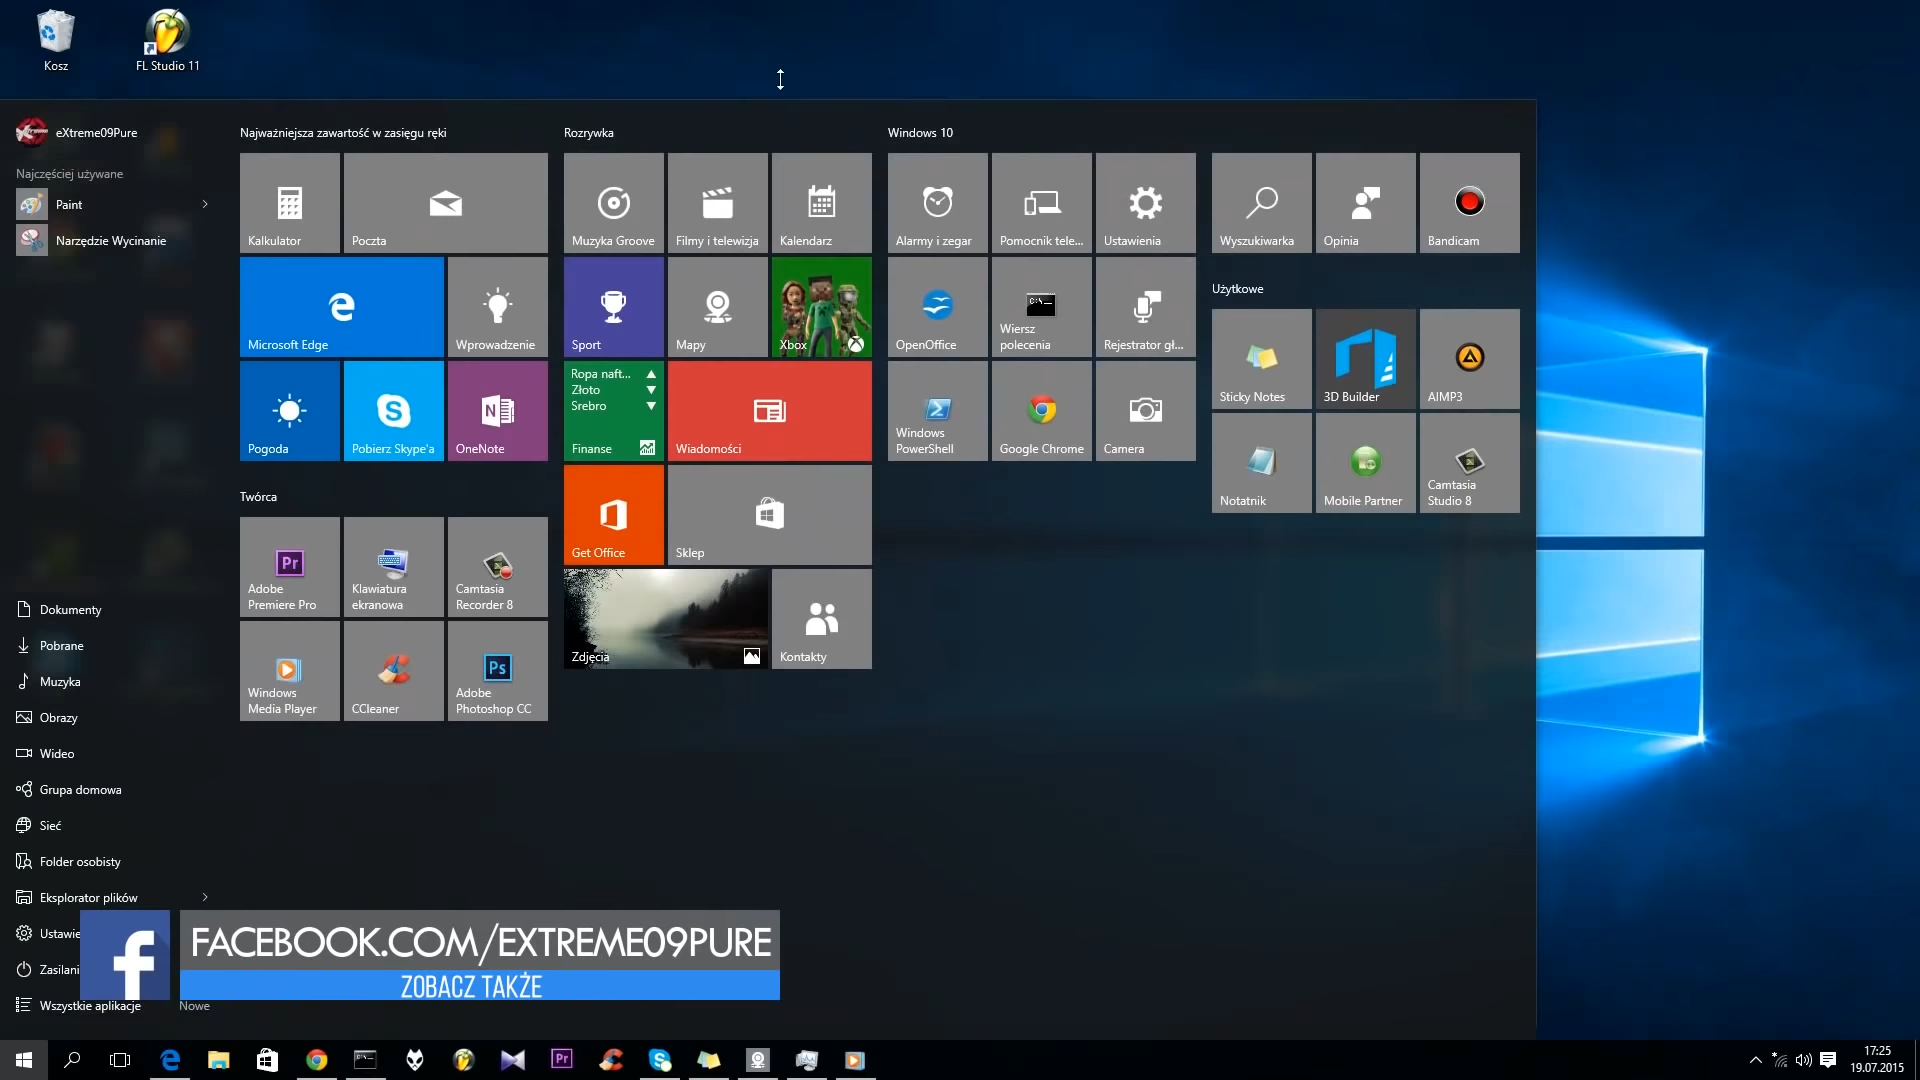 Kosz
FL Studio 11
eXtreme09Pure
Najczęściej używane
Paint
Narzędzie Wycinanie
Dokumenty
Pobrane
Muzyka
Obrazy
Wideo
Grupa domowa
Sieć
Folder osobisty
Eksplorator plików
Ustawie
Zasilani
Wszystkie aplikacje
Nowe
Najważniejsza zawartość w zasięgu ręki
Kalkulator
Poczta
Microsoft Edge
Wprowadzenie
Pogoda
Pobierz Skype'a
OneNote
Twórca
Adobe
Premiere Pro
Klawiatura
ekranowa
Camtasia
Recorder 8
Windows
Media Player
CCleaner
Adobe
Photoshop CC
Rozrywka
Muzyka Groove
Filmy i telewizja
Kalendarz
Sport
Mapy
Xbox
Ropa naft...
Złoto
Srebro
Finanse
Wiadomości
Get Office
Sklep
Zdjęcia
Kontakty
Windows 10
Alarmy i zegar
Pomocnik tele...
Ustawienia
OpenOffice
Wiersz
polecenia
Rejestrator gł...
Windows
PowerShell
Google Chrome
Camera
Wyszukiwarka
Opinia
Bandicam
Użytkowe
Sticky Notes
3D Builder
AIMP3
Notatnik
Mobile Partner
Camtasia
Studio 8
FACEBOOK.COM/EXTREME09PURE
ZOBACZ TAKŻE
17:25
19.07.2015